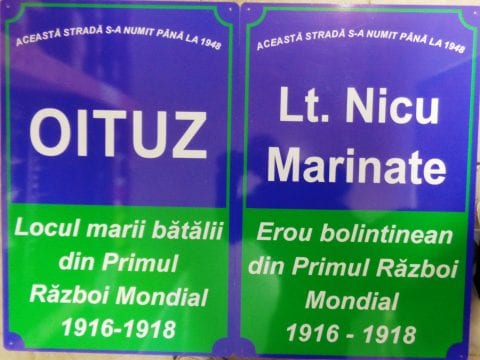 ACEASTĂ STRADĂ S-A NUMIT PÂNĂ LA 1948
OITUZ
Locul marii bătălii
din Primul
Război Mondial
1916-1918
ACEASTĂ STRADĂ S-A NUMIT PÂNĂ LA 1948
Lt. Nicu
Marinate
Erou bolintinean
din Primul Război
Mondial
1916 - 1918